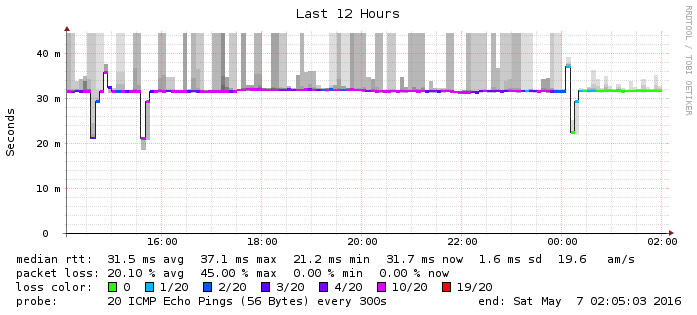 Last 12 Hours
RRDTOOL / TOBI OETIKER
Seconds
40 m
30 m
20 m
10 m
0
16:00 18:00 20:00 22:00 00:00 02:00
median rtt: 31.5 ms avg 37.1 ms max 21.2 ms min 31.7 ms now 1.6 ms sd 19.6 am/s
packet loss: 20.10 % avg 45.00 % max 0.00 % min 0.00 % now
loss color: 0 1/20 2/20 3/20 4/20 10/20 19/20
probe: 20 ICMP Echo Pings (56 Bytes) every 300s end: Sat May 7 02:05:03 2016